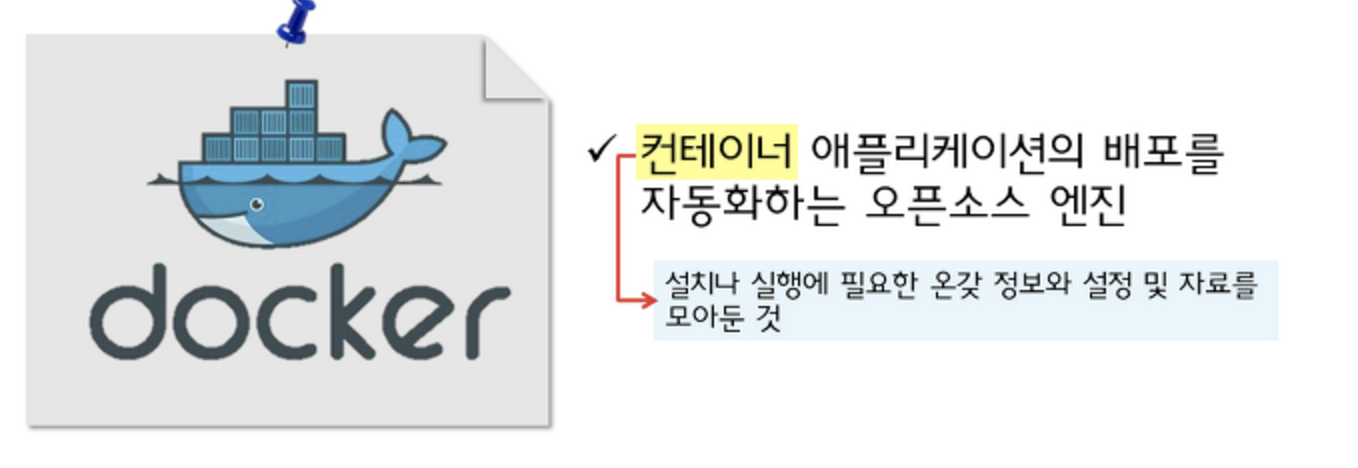 docker
✓ 컨테이너 애플리케이션의 배포를
자동화하는 오픈소스 엔진
설치나 실행에 필요한 온갖 정보와 설정 및 자료를
모아둔 것